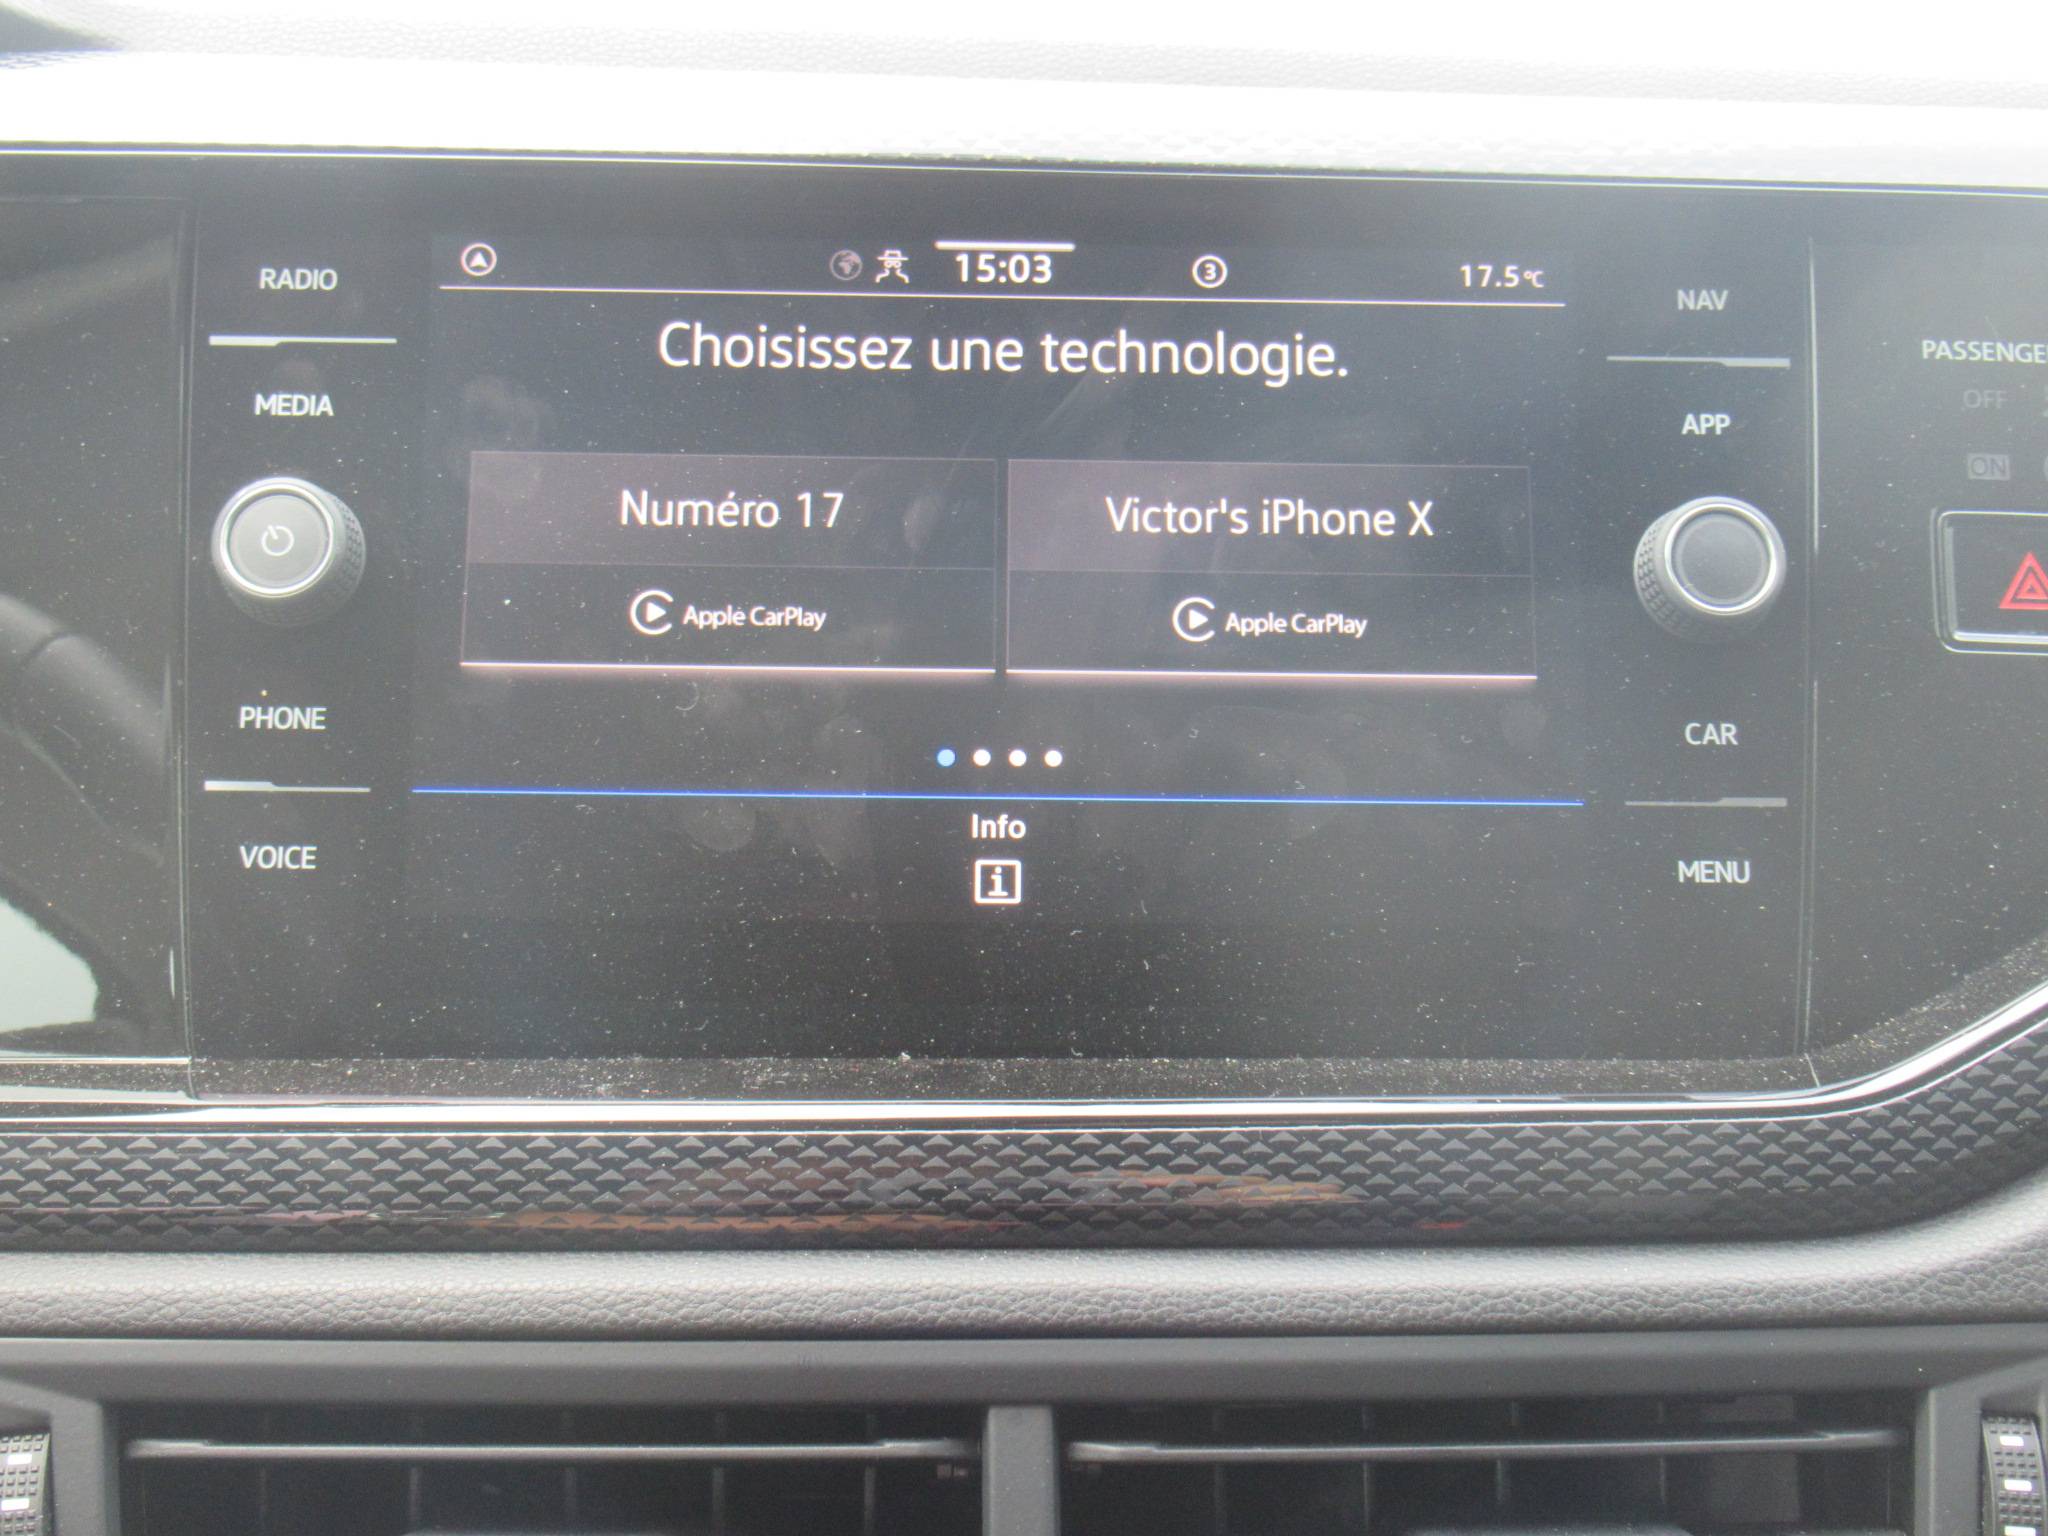 RADIO
MEDIA
PHONE
VOICE
15:03
3
17.5°C
Choisissez une technologie.
Numéro 17
Apple CarPlay
Victor's iPhone X
Apple CarPlay
Info
i
NAV
APP
CAR
MENU
OFF
ON